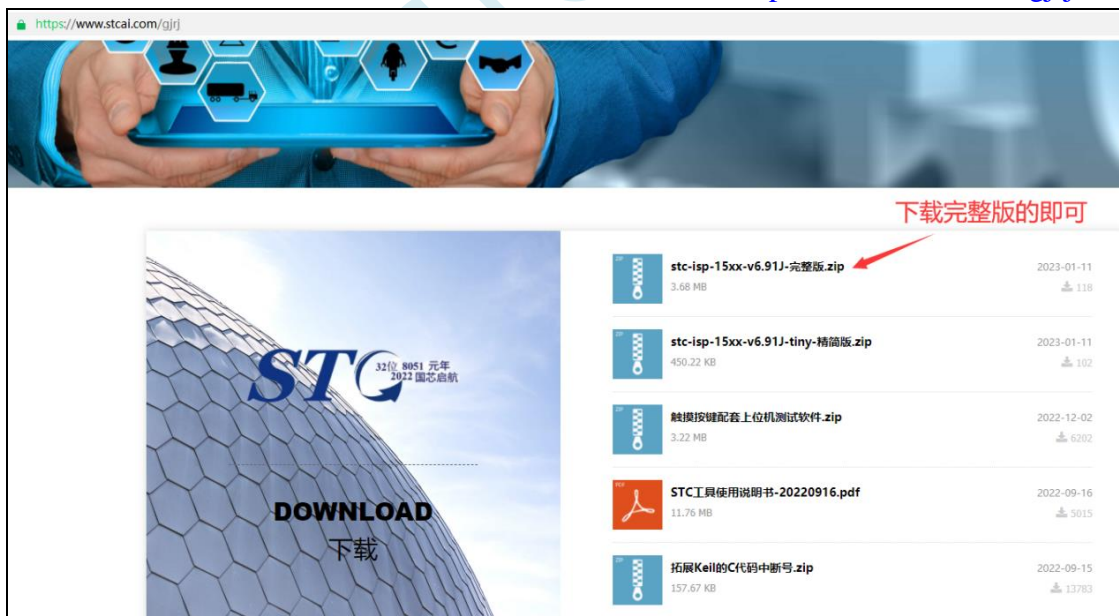 https://www.stcai.com/gjrj
下载完整版的即可
stc-isp-15xx-v6.91J-完整版.zip
3.68 MB
2023-01-11
118
stc-isp-15xx-v6.91J-tiny-精简版.zip
450.22 KB
2023-01-11
102
触摸按键配套上位机测试软件.zip
3.22 MB
2022-12-02
6202
STC工具使用说明书-20220916.pdf
11.76 MB
2022-09-16
5015
拓展Keil的C代码中断号.zip
157.67 KB
2022-09-15
13783
STC
32位 8051 元年
2022 国芯启航
DOWNLOAD
下载
ZIP
ZIP
ZIP
PDF
ZIP